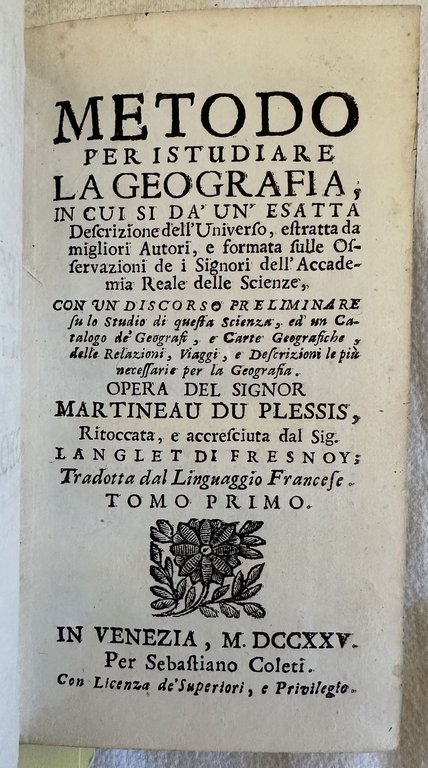 METODO
PER ISTUDIARE
LA GEOGRAFIA,
IN CUI SI DA' UN' ESATTA
Descrizione dell'Universo, eſtratta da
migliori Autori, e formata ſulle Oſ-
ſervazioni de i Signori dell'Accade-
mia Reale delle Scienze,
CON UN DISCORSO PRELIMINARE
ſu lo Studio di queſta Scienza, ed un Ca-
talogo de' Geografi, e Carte Geografiche,
delle Relazioni, Viaggi, e Deſcrizioni le più
neceſſarie per la Geografia.
OPERA DEL SIGNOR
MARTINEAU DU PLESSIS,
Ritoccata, e accreſciuta dal Sig.
LANGLET DI FRESNOY;
Tradotta dal Linguaggio Franceſe.
TOMO PRIMO.
IN VENEZIA, M. DCCXXV.
Per Sebaſtiano Coleti.
Con Licenza de' Superiori, e Privilegio.